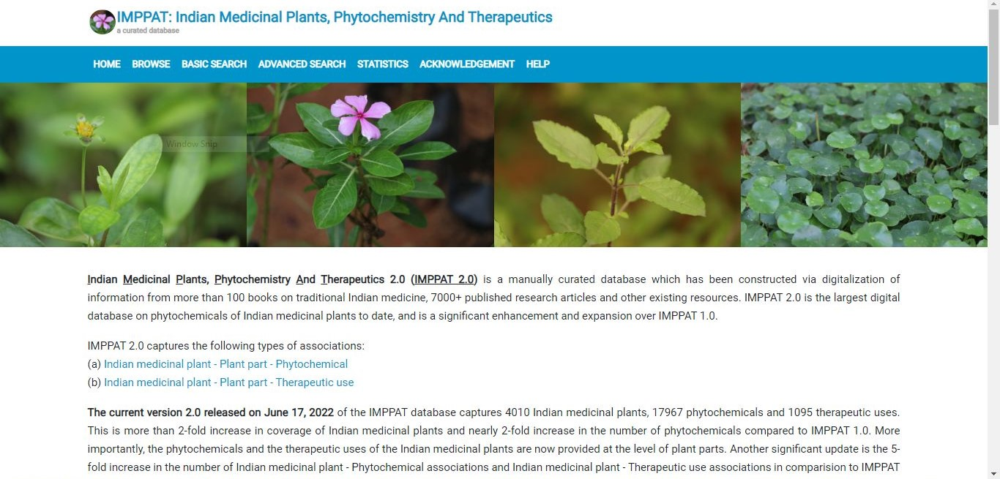 IMPPAT: Indian Medicinal Plants, Phytochemistry And Therapeutics
a curated database
HOME BROWSE BASIC SEARCH ADVANCED SEARCH STATISTICS ACKNOWLEDGEMENT HELP
Window Snip
Indian Medicinal Plants, Phytochemistry And Therapeutics 2.0 (IMPPAT 2.0) is a manually curated database which has been constructed via digitalization of
information from more than 100 books on traditional Indian medicine, 7000+ published research articles and other existing resources. IMPPAT 2.0 is the largest digital
database on phytochemicals of Indian medicinal plants to date, and is a significant enhancement and expansion over IMPPAT 1.0.
IMPPAT 2.0 captures the following types of associations:
(a) Indian medicinal plant - Plant part - Phytochemical
(b) Indian medicinal plant - Plant part - Therapeutic use
The current version 2.0 released on June 17, 2022 of the IMPPAT database captures 4010 Indian medicinal plants, 17967 phytochemicals and 1095 therapeutic uses.
This is more than 2-fold increase in coverage of Indian medicinal plants and nearly 2-fold increase in the number of phytochemicals compared to IMPPAT 1.0. More
importantly, the phytochemicals and the therapeutic uses of the Indian medicinal plants are now provided at the level of plant parts. Another significant update is the 5-
fold increase in the number of Indian medicinal plant - Phytochemical associations and Indian medicinal plant - Therapeutic use associations in comparision to IMPPAT